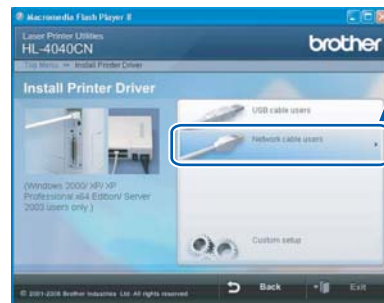 Macromedia Flash Player 8
Laser Printer Utilities
HL-4040CN
brother
Top Menu >> Install Printer Driver
Install Printer Driver
USB cable users
Network cable users
(Windows 2000/ XP/ XP
Professional x64 Edition/ Server
2003 users only.)
Custom setup
© 2001-2006 Brother Industries, Ltd. All rights reserved
Back
Exit